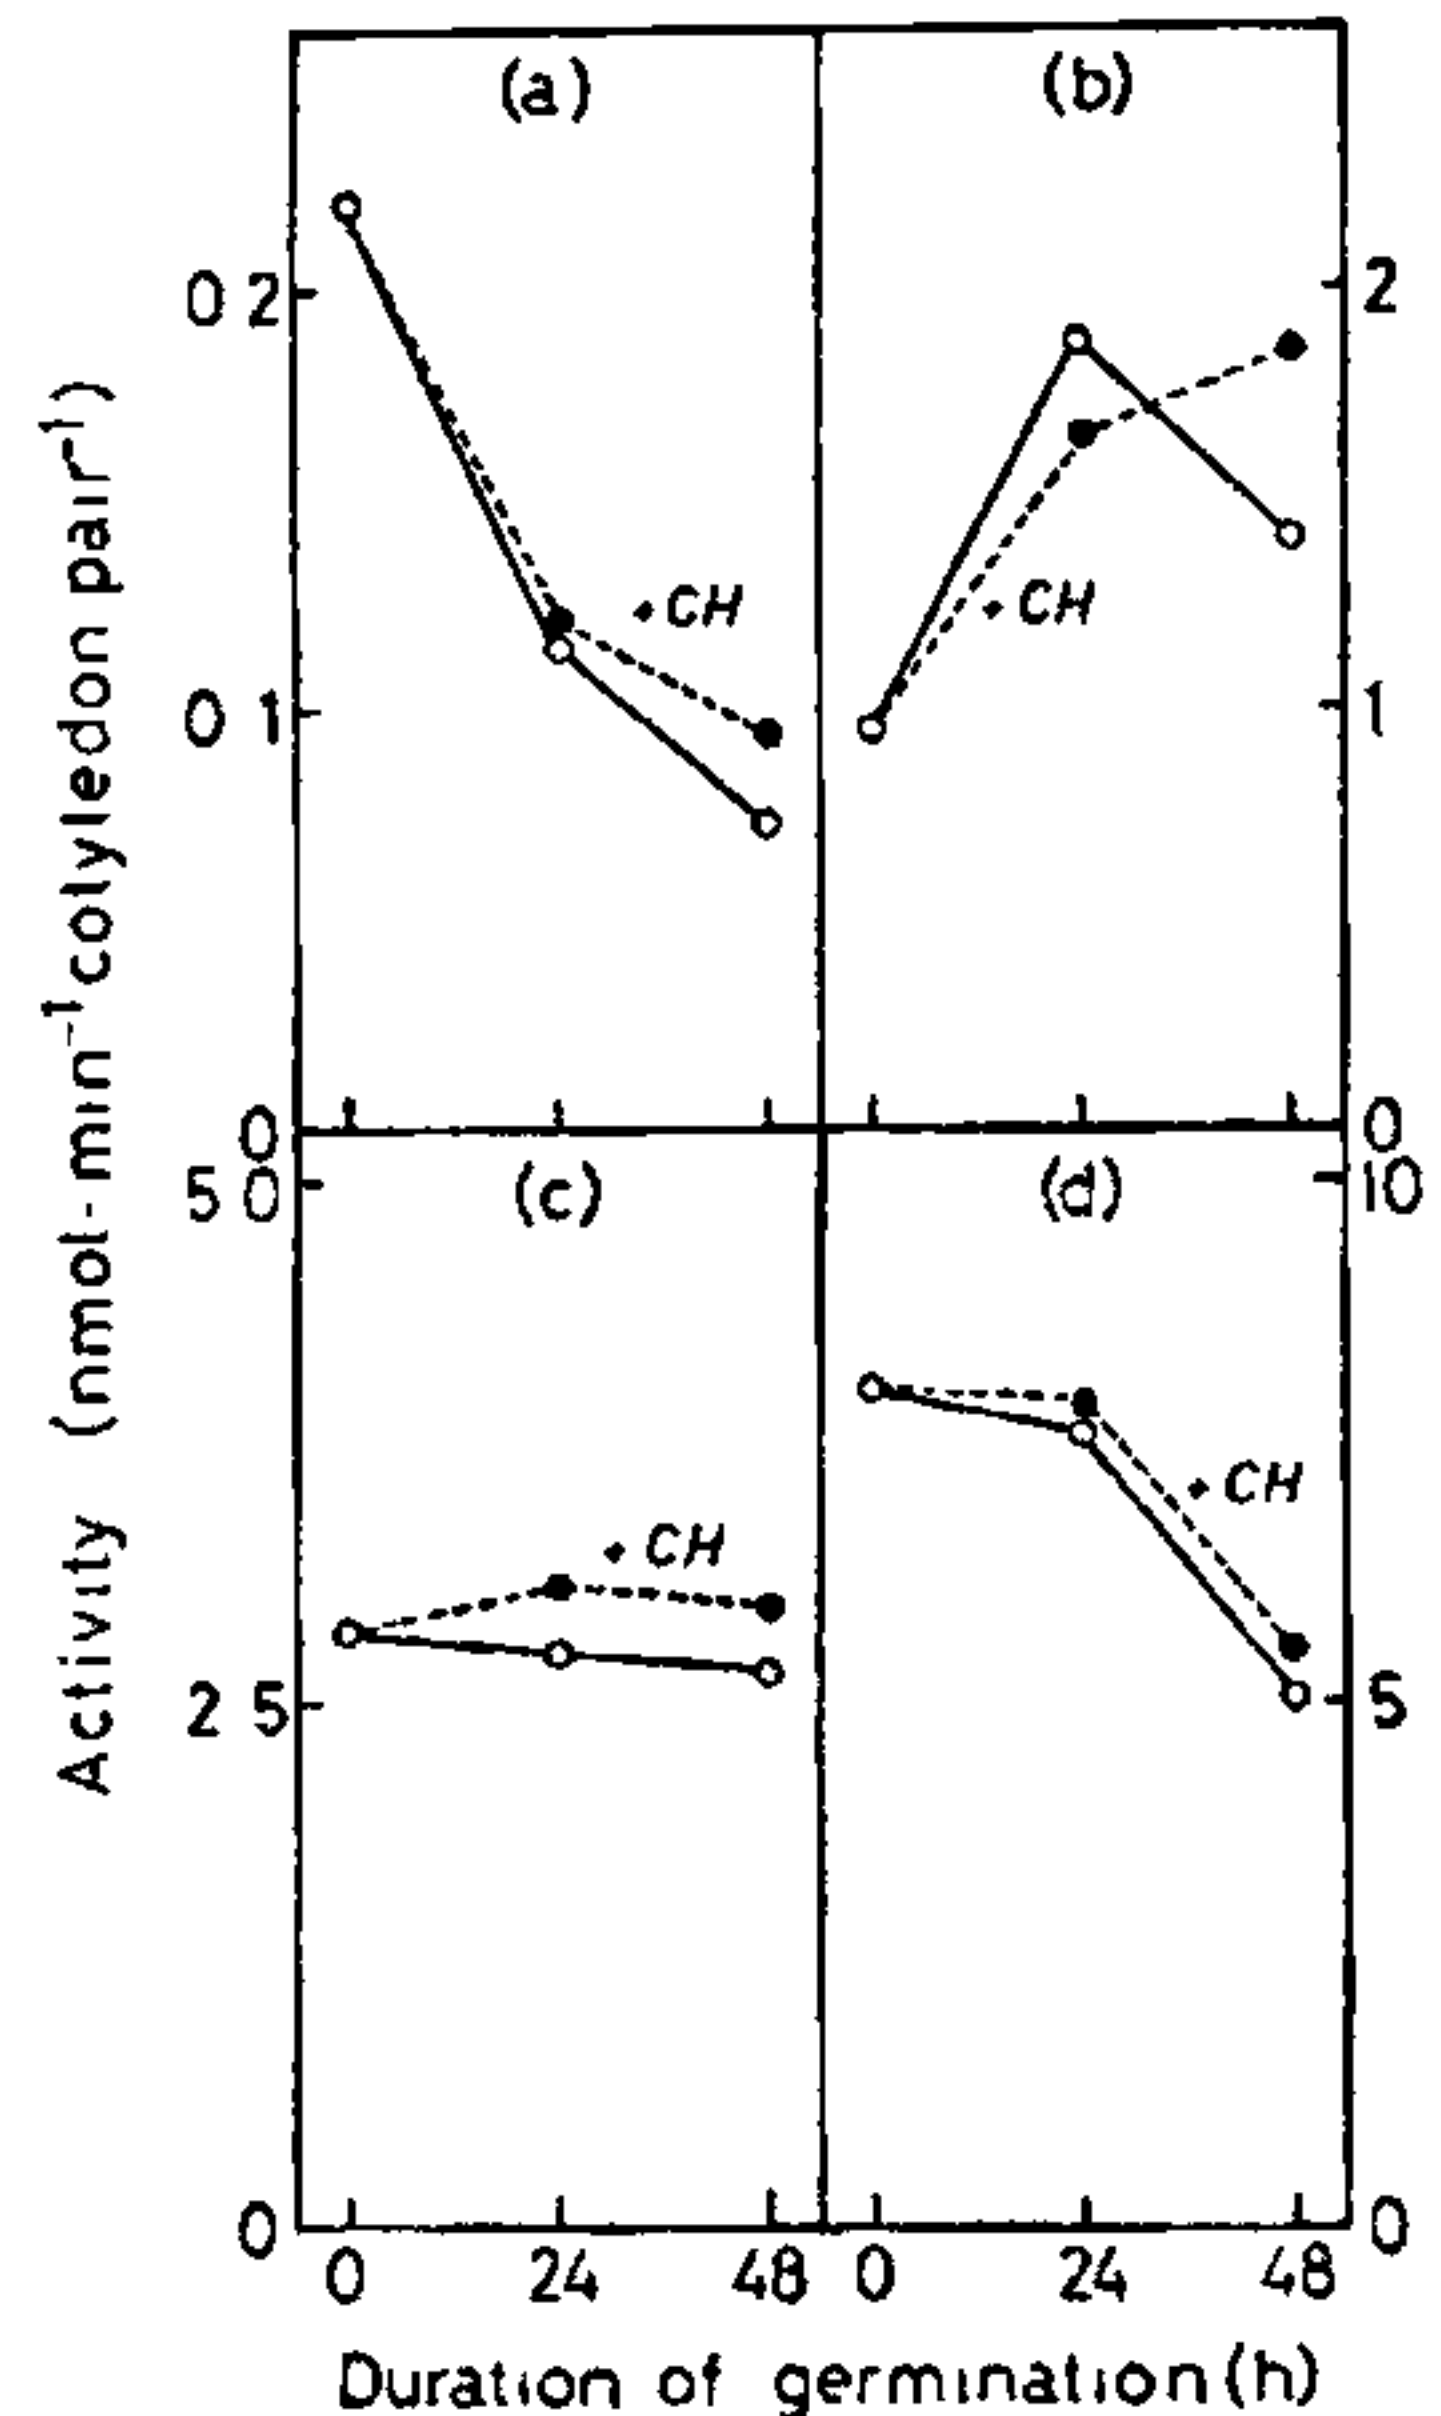 (a) (b)
0 2 2
+CH +CH
0 1 1
0 0
5 0 (c) (d) 10
+CH
+CH
2 5 5
0 0
0 24 48 0 24 48
Duration of germination (h)
Activity (nmol·min⁻¹ colyledon pair⁻¹)